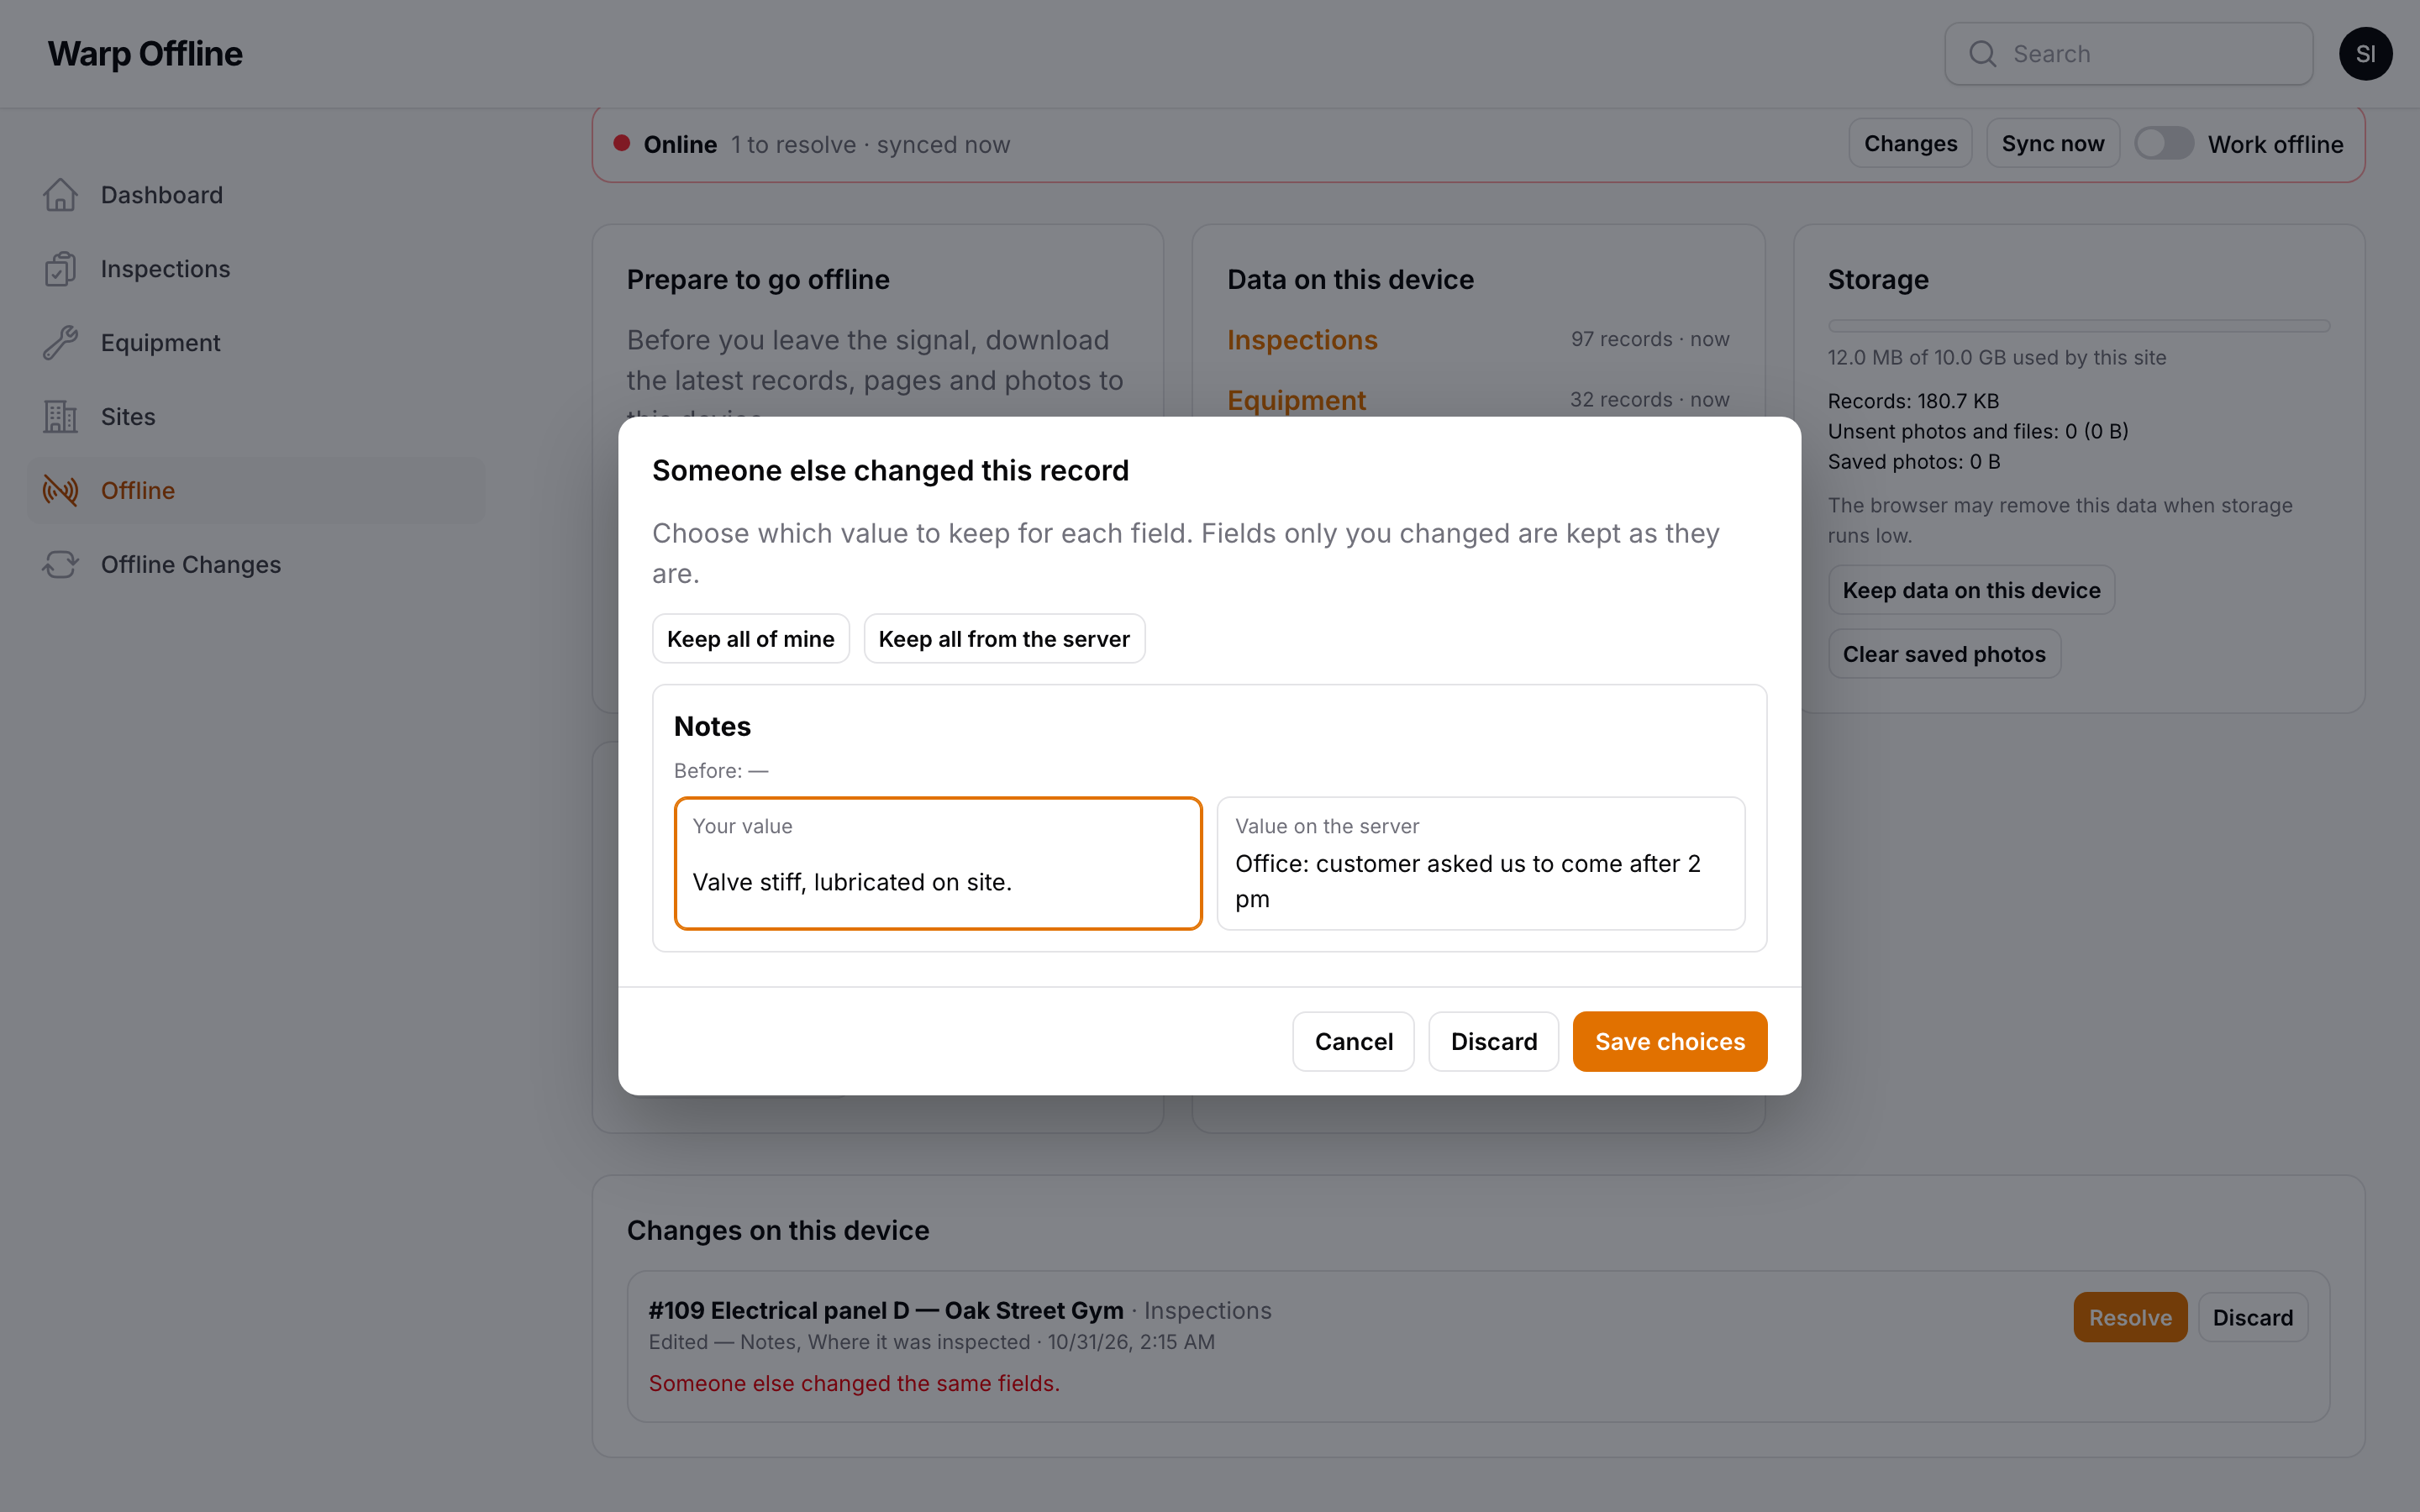 Warp Offline
Search
SI
Dashboard
Inspections
Equipment
Sites
Offline
Offline Changes
Online 1 to resolve · synced now
Changes
Sync now
Work offline
Prepare to go offline
Before you leave the signal, download
the latest records, pages and photos to
Data on this device
Inspections 97 records · now
Equipment 32 records · now
Storage
12.0 MB of 10.0 GB used by this site
Records: 180.7 KB
Unsent photos and files: 0 (0 B)
Saved photos: 0 B
The browser may remove this data when storage
runs low.
Keep data on this device
Clear saved photos
Someone else changed this record
Choose which value to keep for each field. Fields only you changed are kept as they
are.
Keep all of mine
Keep all from the server
Notes
Before: —
Your value
Valve stiff, lubricated on site.
Value on the server
Office: customer asked us to come after 2
pm
Cancel
Discard
Save choices
Changes on this device
#109 Electrical panel D — Oak Street Gym · Inspections
Edited — Notes, Where it was inspected · 10/31/26, 2:15 AM
Someone else changed the same fields.
Resolve
Discard